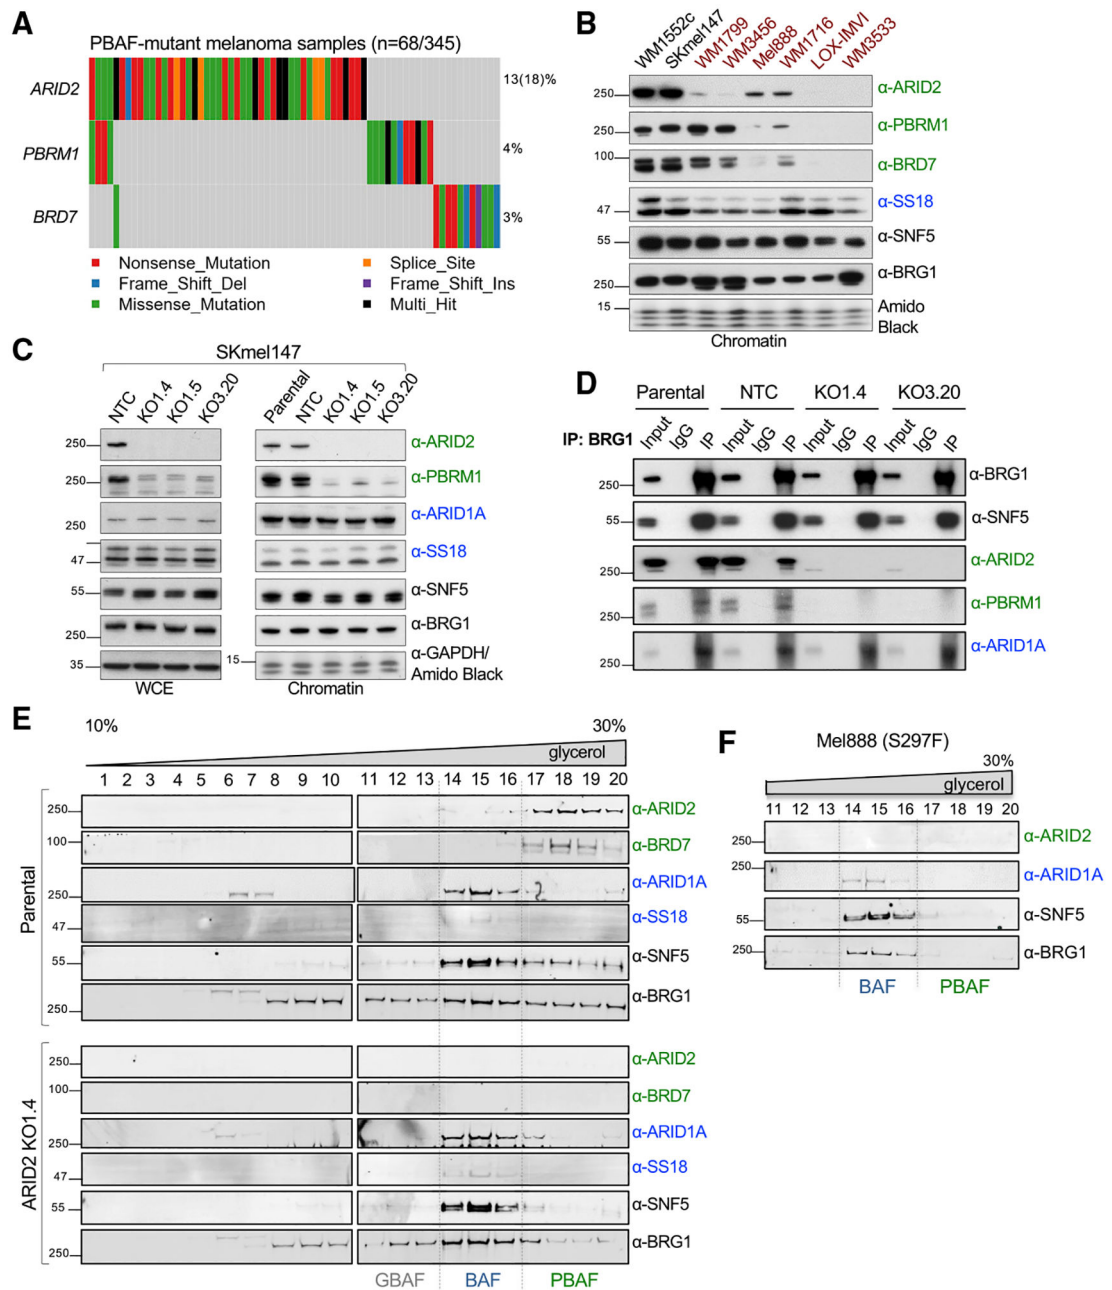 A
PBAF-mutant melanoma samples (n=68/345)
ARID2
13(18)%
PBRM1
4%
BRD7
3%
Nonsense_Mutation
Splice_Site
Frame_Shift_Del
Frame_Shift_Ins
Missense_Mutation
Multi_Hit
B
WM1552c SKmel147 WM1799 WM3456 Mel888 WM1716 LOX-IMVI WM3533
250 α-ARID2
250 α-PBRM1
100 α-BRD7
47 α-SS18
55 α-SNF5
250 α-BRG1
15 Amido
Black
Chromatin
C
SKmel147
NTC KO1.4 KO1.5 KO3.20 Parental NTC KO1.4 KO1.5 KO3.20
250 α-ARID2
250 α-PBRM1
250 α-ARID1A
47 α-SS18
55 α-SNF5
250 α-BRG1
35 15 α-GAPDH/
Amido Black
WCE Chromatin
D
Parental NTC KO1.4 KO3.20
IP: BRG1 Input IgG IP Input IgG IP Input IgG IP Input IgG IP
250 α-BRG1
55 α-SNF5
250 α-ARID2
α-PBRM1
250 α-ARID1A
E
10% 30%
glycerol
1 2 3 4 5 6 7 8 9 10 11 12 13 14 15 16 17 18 19 20
Parental
250 α-ARID2
100 α-BRD7
250 α-ARID1A
47 α-SS18
55 α-SNF5
250 α-BRG1
ARID2 KO1.4
250 α-ARID2
100 α-BRD7
250 α-ARID1A
47 α-SS18
55 α-SNF5
250 α-BRG1
GBAF BAF PBAF
F
Mel888 (S297F)
30%
glycerol
11 12 13 14 15 16 17 18 19 20
250 α-ARID2
250 α-ARID1A
55 α-SNF5
250 α-BRG1
BAF PBAF